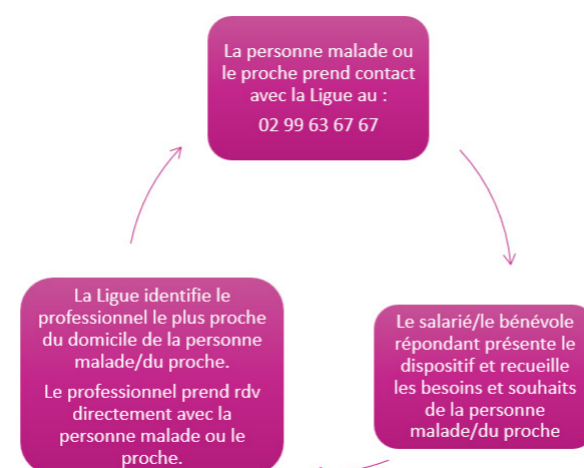 La personne malade ou
le proche prend contact
avec la Ligue au :
02 99 63 67 67
Le salarié/le bénévole
répondant présente le
dispositif et recueille
les besoins et souhaits
de la personne
malade/du proche
La Ligue identifie le
professionnel le plus proche
du domicile de la personne
malade/du proche.
Le professionnel prend rdv
directement avec la
personne malade ou le
proche.